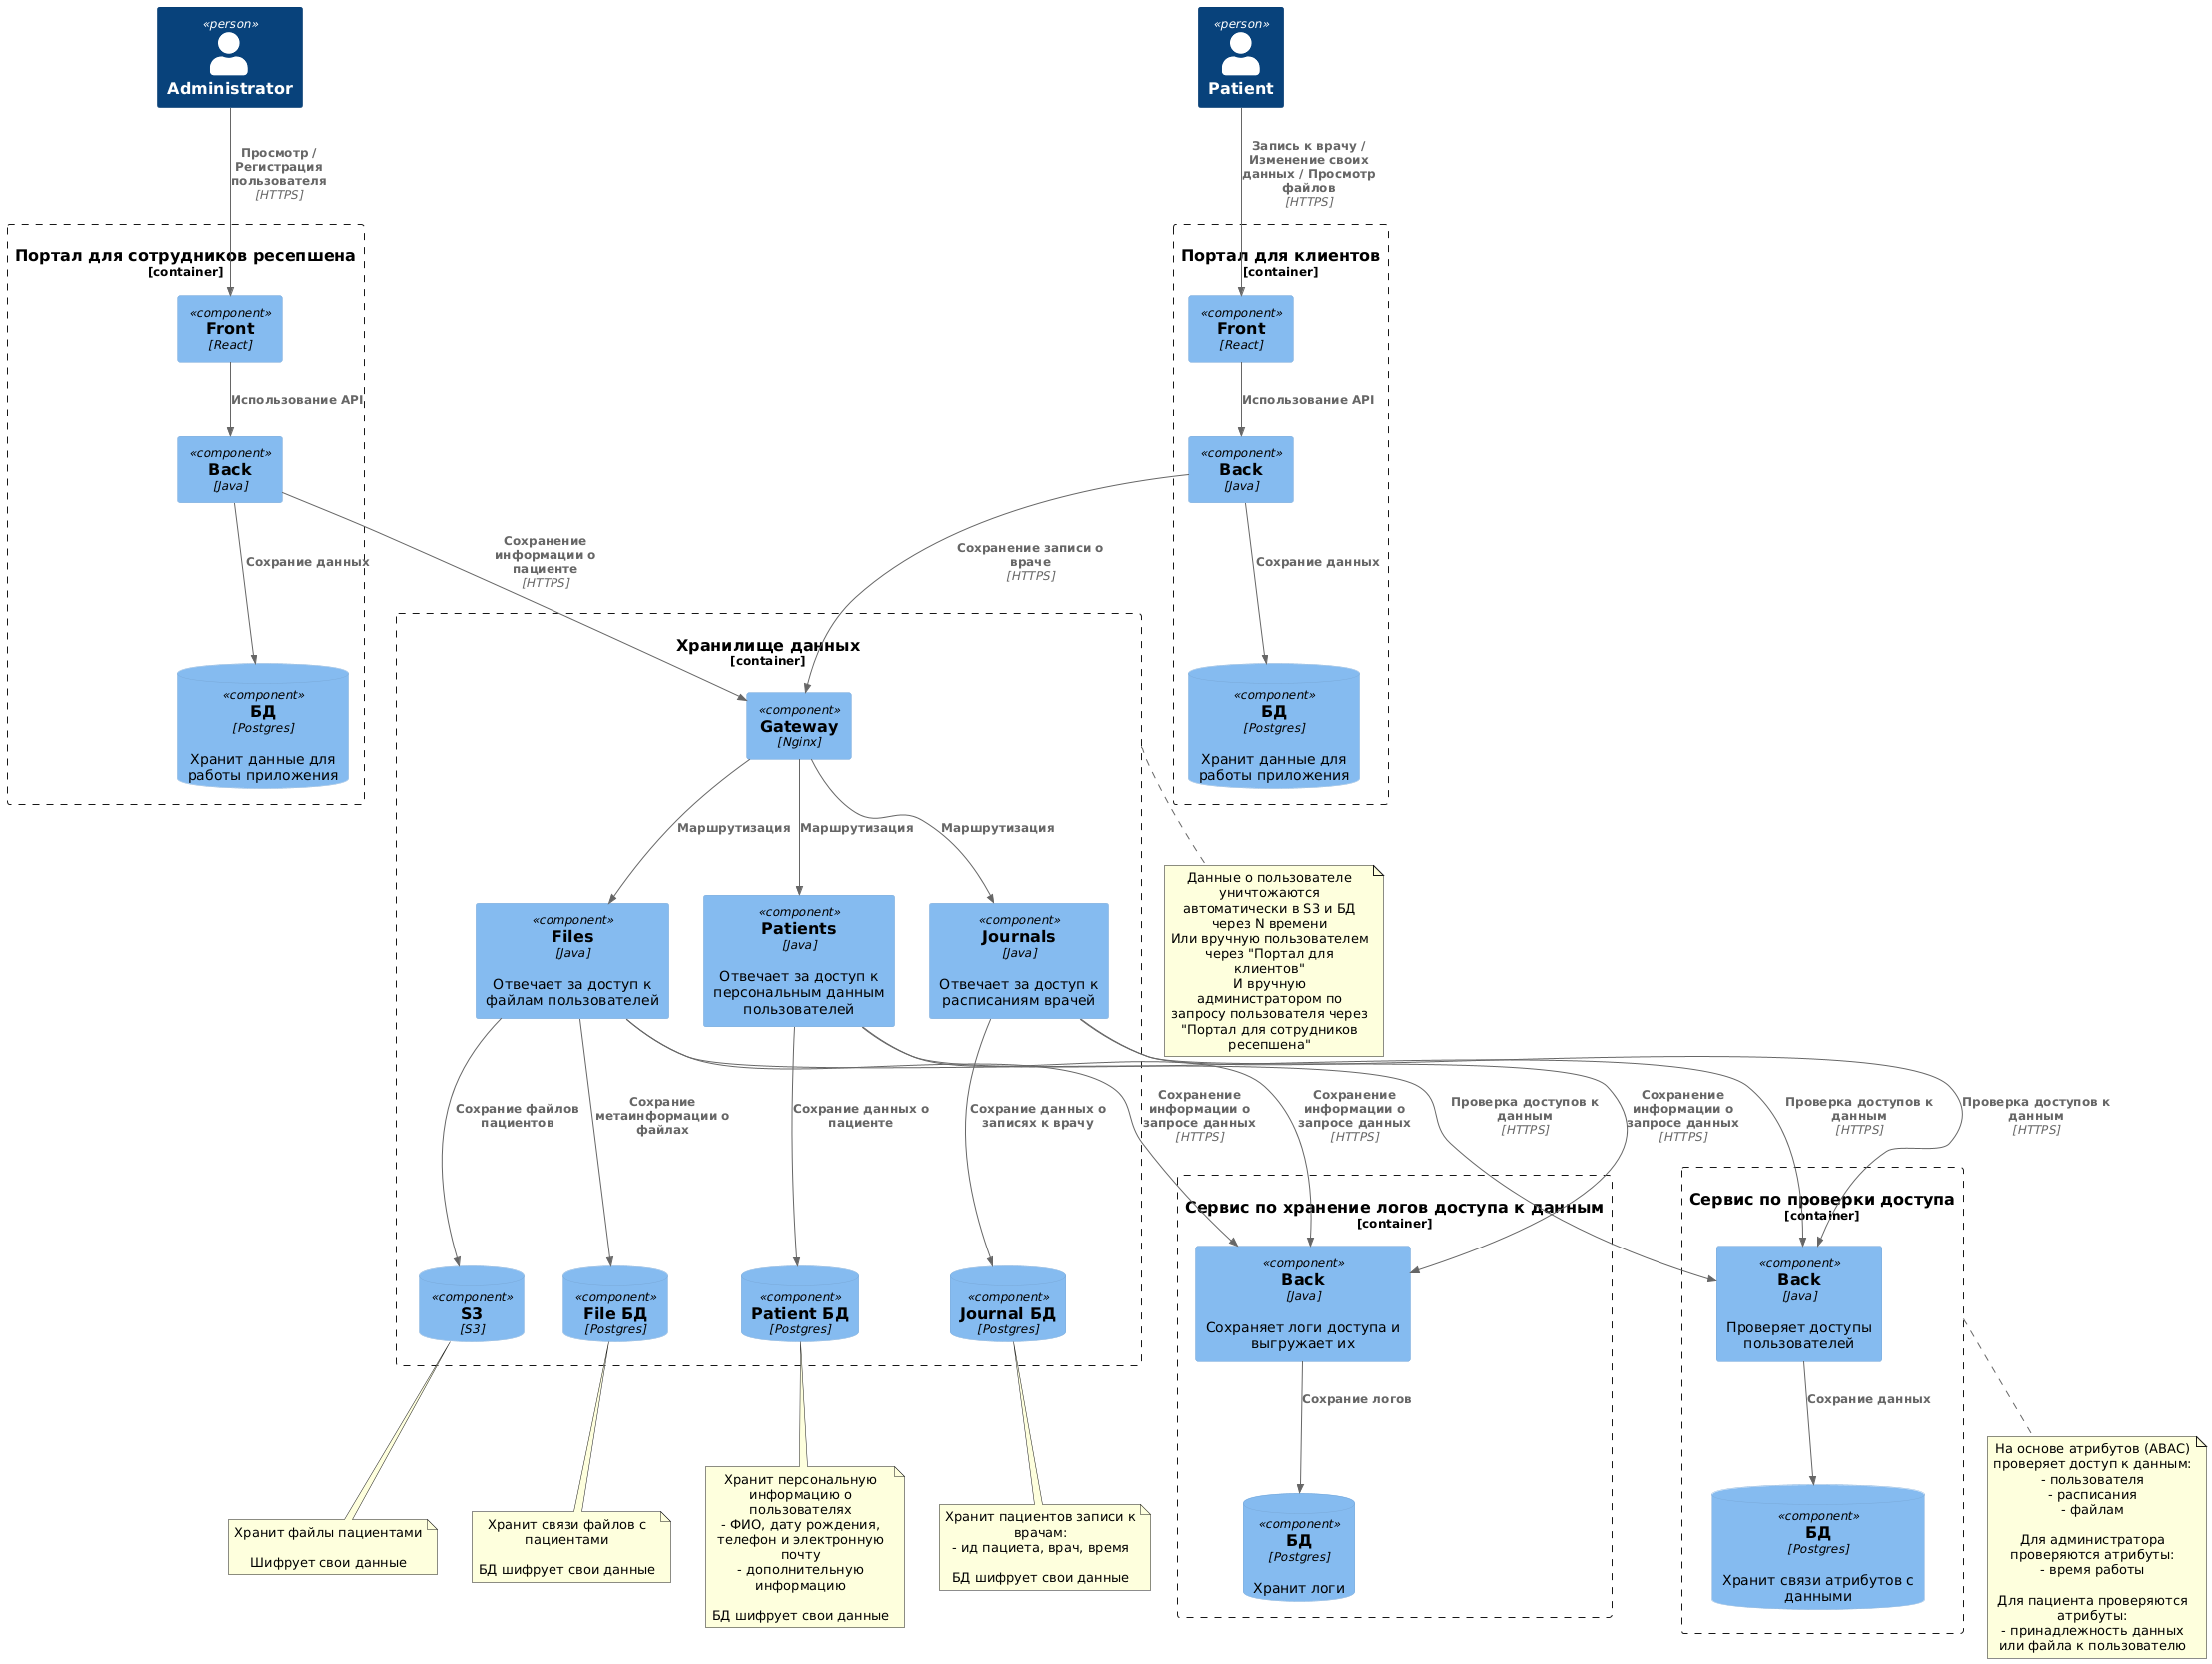 «person»
Administrator
«person»
Patient
Просмотр /
Регистрация
пользователя
[HTTPS]
Запись к врачу /
Изменение своих
данных / Просмотр
файлов
[HTTPS]
Портал для сотрудников ресепшена
[container]
«component»
Front
[React]
Использование API
«component»
Back
[Java]
Сохрание данных
«component»
БД
[Postgres]
Хранит данные для
работы приложения
Портал для клиентов
[container]
«component»
Front
[React]
Использование API
«component»
Back
[Java]
Сохрание данных
«component»
БД
[Postgres]
Хранит данные для
работы приложения
Сохранение
информации о
пациенте
[HTTPS]
Сохранение записи о
враче
[HTTPS]
Хранилище данных
[container]
«component»
Gateway
[Nginx]
Маршрутизация
Маршрутизация
Маршрутизация
«component»
Files
[Java]
Отвечает за доступ к
файлам пользователей
«component»
Patients
[Java]
Отвечает за доступ к
персональным данным
пользователей
«component»
Journals
[Java]
Отвечает за доступ к
расписаниям врачей
Данные о пользователе
уничтожаются
автоматически в S3 и БД
через N времени
Или вручную пользователем
через "Портал для
клиентов"
И вручную
администратором по
запросу пользователя через
"Портал для сотрудников
ресепшена"
Сохрание файлов
пациентов
Сохрание
метаинформации о
файлах
Сохрание данных о
пациенте
Сохрание данных о
записях к врачу
Сохранение
информации о
запросе данных
[HTTPS]
Сохранение
информации о
запросе данных
[HTTPS]
Проверка доступов к
данным
[HTTPS]
Сохранение
информации о
запросе данных
[HTTPS]
Проверка доступов к
данным
[HTTPS]
Проверка доступов к
данным
[HTTPS]
«component»
S3
[S3]
«component»
File БД
[Postgres]
«component»
Patient БД
[Postgres]
«component»
Journal БД
[Postgres]
Сервис по хранение логов доступа к данным
[container]
«component»
Back
[Java]
Сохраняет логи доступа и
выгружает их
Сохрание логов
«component»
БД
[Postgres]
Хранит логи
Сервис по проверки доступа
[container]
«component»
Back
[Java]
Проверяет доступы
пользователей
Сохрание данных
«component»
БД
[Postgres]
Хранит связи атрибутов с
данными
Хранит файлы пациентами
Шифрует свои данные
Хранит связи файлов с
пациентами
БД шифрует свои данные
Хранит персональную
информацию о
пользователях
- ФИО, дату рождения,
телефон и электронную
почту
- дополнительную
информацию
БД шифрует свои данные
Хранит пациентов записи к
врачам:
- ид пациета, врач, время
БД шифрует свои данные
На основе атрибутов (ABAC)
проверяет доступ к данным:
- пользователя
- расписания
- файлам
Для администратора
проверяются атрибуты:
- время работы
Для пациента проверяются
атрибуты:
- принадлежность данных
или файла к пользователю